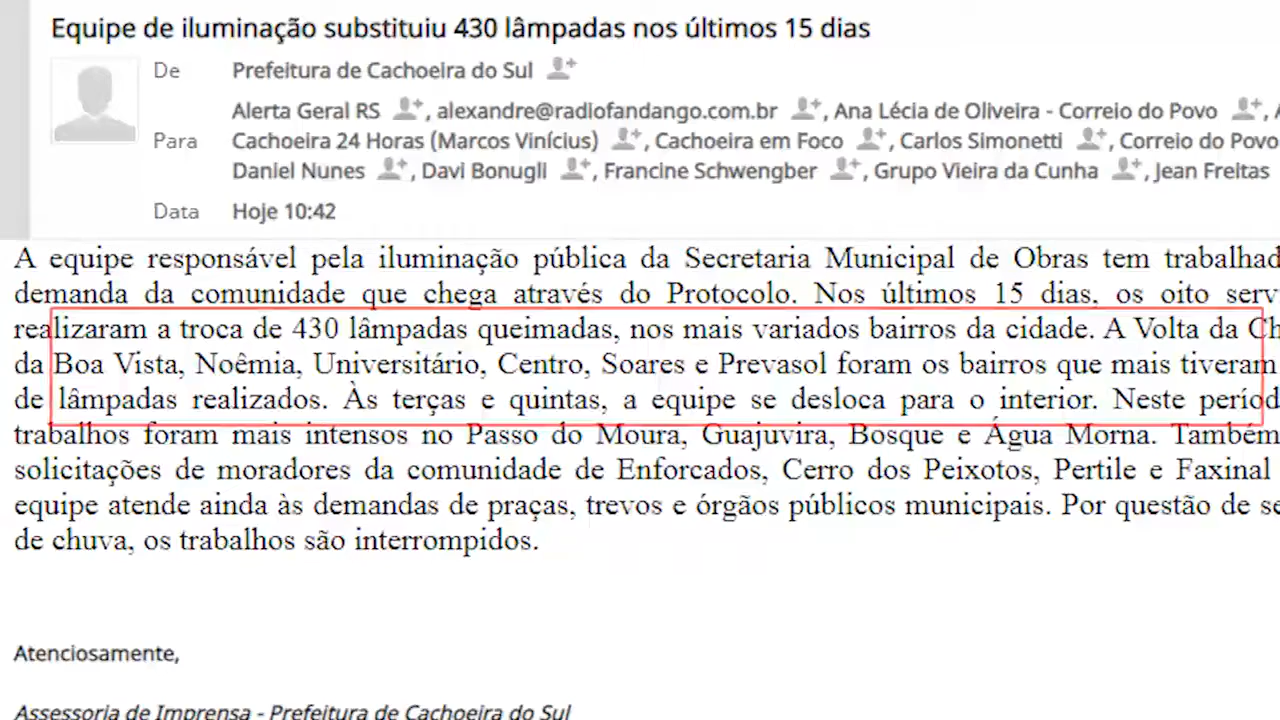 Equipe de iluminação substituiu 430 lâmpadas nos últimos 15 dias
De Prefeitura de Cachoeira do Sul
Alerta Geral RS , alexandre@radiofandango.com.br , Ana Lécia de Oliveira - Correio do Povo ,
Para Cachoeira 24 Horas (Marcos Vinícius) , Cachoeira em Foco , Carlos Simonetti , Correio do Povo
Daniel Nunes , Davi Bonugli , Francine Schwengber , Grupo Vieira da Cunha , Jean Freitas
Data Hoje 10:42
A equipe responsável pela iluminação pública da Secretaria Municipal de Obras tem trabalhad
demanda da comunidade que chega através do Protocolo. Nos últimos 15 dias, os oito serv
realizaram a troca de 430 lâmpadas queimadas, nos mais variados bairros da cidade. A Volta da Ch
da Boa Vista, Noêmia, Universitário, Centro, Soares e Prevasol foram os bairros que mais tiveram
de lâmpadas realizados. Às terças e quintas, a equipe se desloca para o interior. Neste períod
trabalhos foram mais intensos no Passo do Moura, Guajuvira, Bosque e Água Morna. Também
solicitações de moradores da comunidade de Enforcados, Cerro dos Peixotos, Pertile e Faxinal
equipe atende ainda às demandas de praças, trevos e órgãos públicos municipais. Por questão de se
de chuva, os trabalhos são interrompidos.
Atenciosamente,
Assessoria de Imprensa - Prefeitura de Cachoeira do Sul